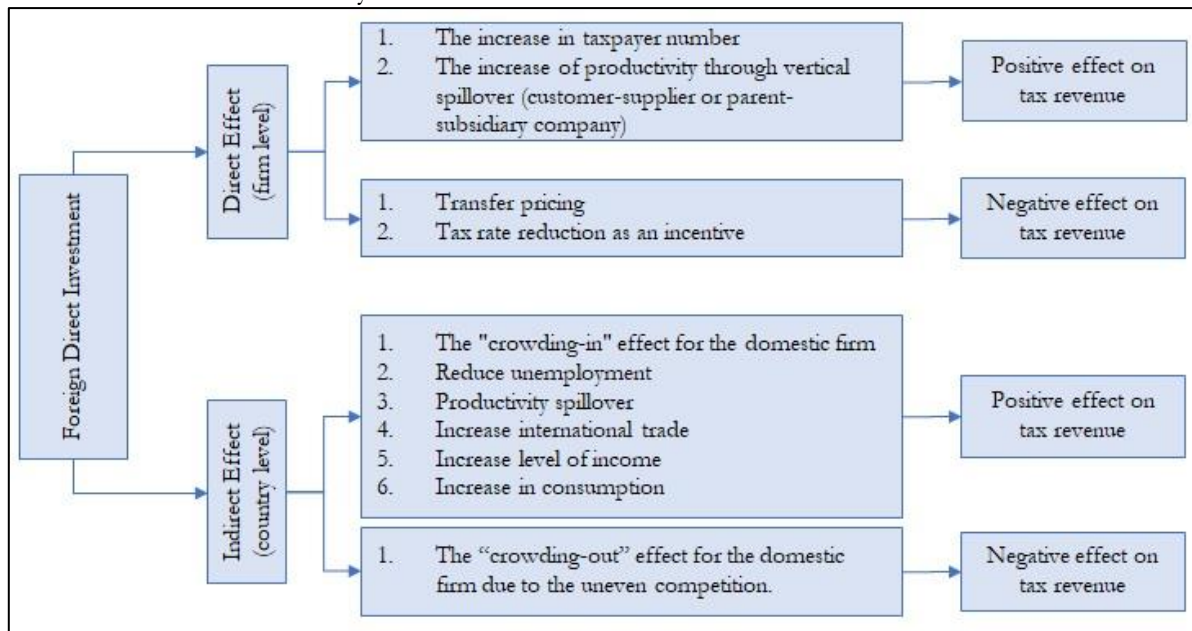 y
Foreign Direct Investment
Direct Effect
(firm level)
1. The increase in taxpayer number
2. The increase of productivity through vertical
spillover (customer-supplier or parent-
subsidiary company)
Positive effect on
tax revenue
1. Transfer pricing
2. Tax rate reduction as an incentive
Negative effect on
tax revenue
Indirect Effect
(country level)
1. The "crowding-in" effect for the domestic firm
2. Reduce unemployment
3. Productivity spillover
4. Increase international trade
5. Increase level of income
6. Increase in consumption
Positive effect on
tax revenue
1. The “crowding-out” effect for the domestic
firm due to the uneven competition.
Negative effect on
tax revenue